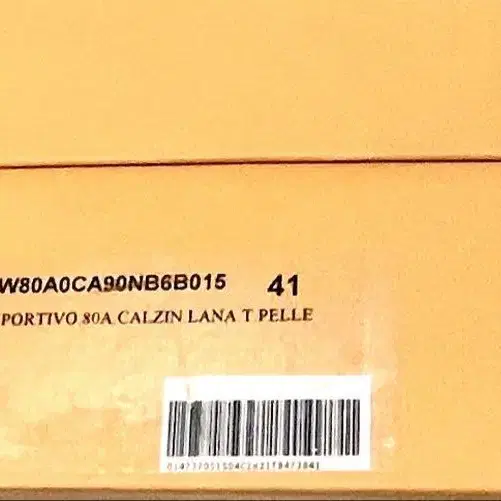 W80A0CA90NB6B015 41
PORTIVO 80A CALZIN LANA T PELLE